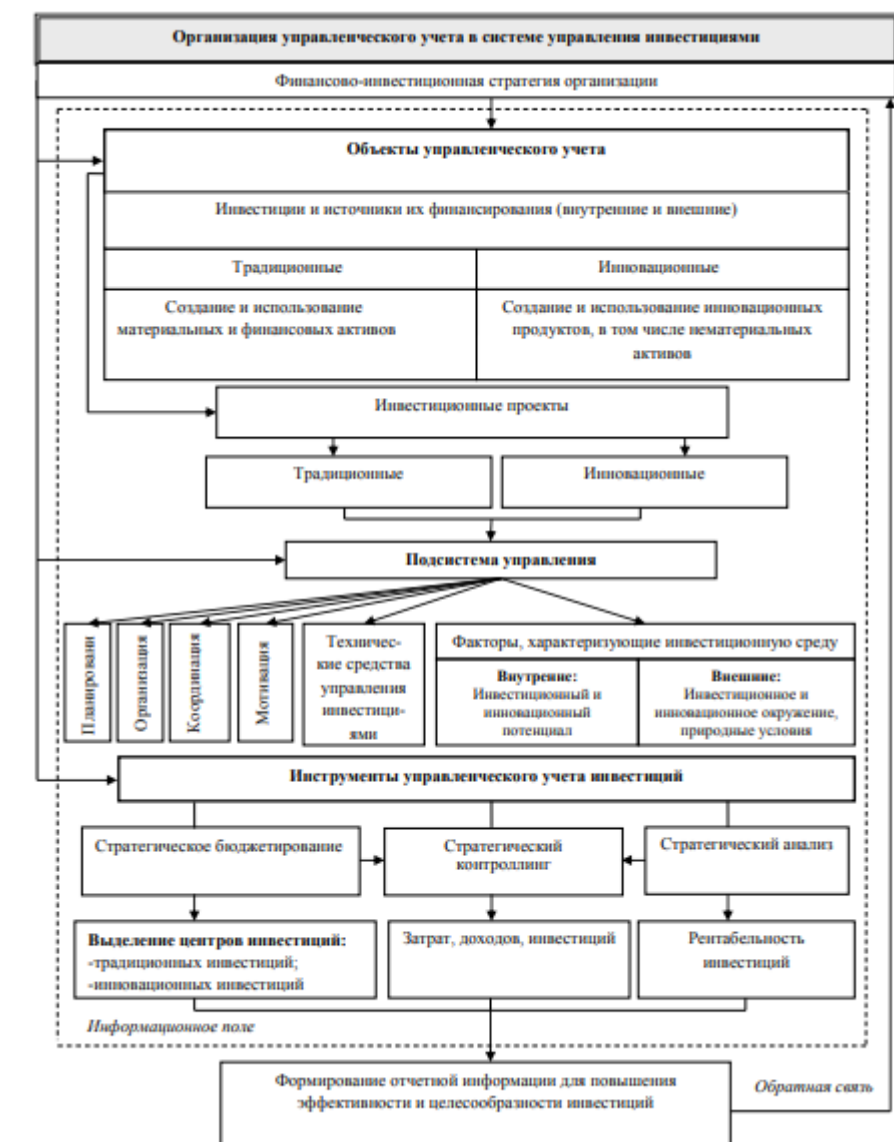 Организация управленческого учета в системе управления инвестициями
Финансово-инвестиционная стратегия организации
Объекты управленческого учета
Инвестиции и источники их финансирования (внутренние и внешние)
Традиционные
Инновационные
Создание и использование
материальных и финансовых активов
Создание и использование инновационных
продуктов, в том числе нематериальных
активов
Инвестиционные проекты
Традиционные
Инновационные
Подсистема управления
Планировани
Организация
Координация
Мотивация
Техничес-
кие средства
управления
инвестици-
ями
Факторы, характеризующие инвестиционную среду
Внутрение:
Инвестиционный и
инновационный
потенциал
Внешние:
Инвестиционное и
инновационное окружение,
природные условия
Инструменты управленческого учета инвестиций
Стратегическое бюджетирование
Стратегический
контроллинг
Стратегический анализ
Выделение центров инвестиций:
-традиционных инвестиций;
-инновационных инвестиций
Затрат, доходов, инвестиций
Рентабельность
инвестиций
Информационное поле
Формирование отчетной информации для повышения
эффективности и целесообразности инвестиций
Обратная связь